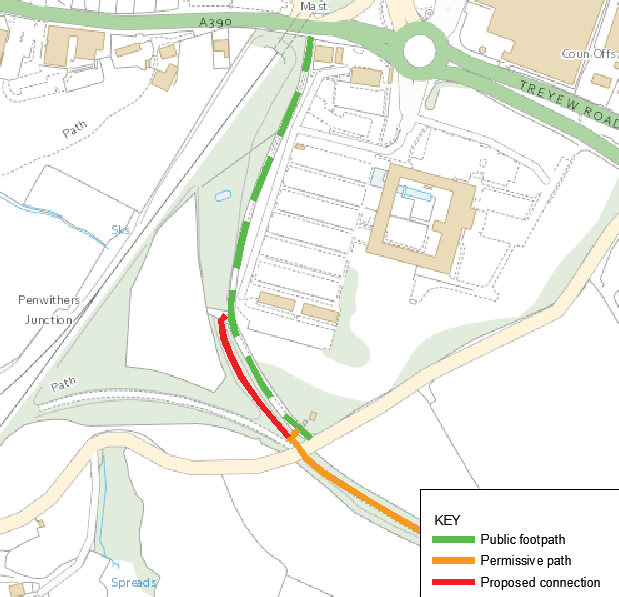 Mast
A390
Coun Offs
TREYEW ROAD
Path
Sks
Penwithers
Junction
Path
KEY
Public footpath
Permissive path
Proposed connection
Spreads